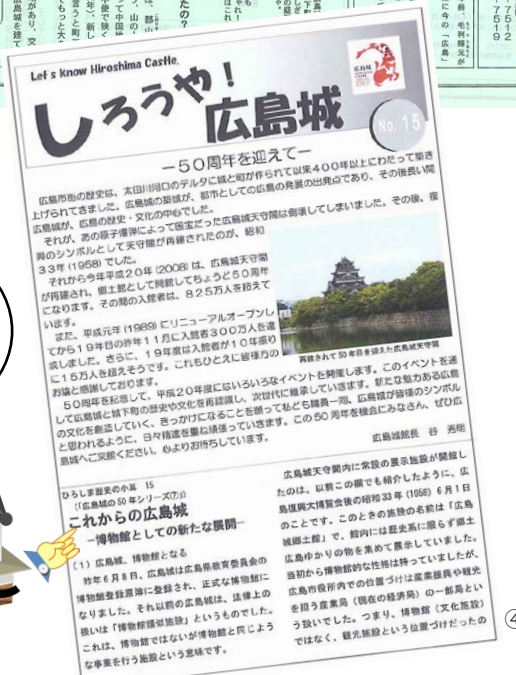 7512
7519
前、毛利輝元が
に今の「広島」
Let's know Hiroshima Castle.
しろうや！
広島城
No. 15
広島城
50
－50周年を迎えて－
広島市街の歴史は、太田川河口のデルタに城と町が作られて以来400年以上にわたって築き
上げられてきました。広島城の築城が、都市としての広島の発展の出発点であり、その後長い間
広島城が、広島の歴史・文化の中心でした。
それが、あの原子爆弾によって国宝だった広島城天守閣は倒壊してしまいました。その後、復
興のシンボルとして天守閣が再建されたのが、昭和
33年(1958)でした。
それから今年平成20年(2008)は、広島城天守閣
が再建され、郷土館として開館してちょうど50周年
になります。その間の入館者は、825万人を超えて
います。
また、平成元年(1989)にリニューアルオープンし
てから19年目の昨年11月に入館者300万人を達
成しました。さらに、19年度は入館者が10年振り
に15万人を超えそうです。これもひとえに皆様方の
お陰と感謝しております。
再建されて50年目を迎えた広島城天守閣
50周年を記念して、平成20年度にはいろいろなイベントを開催します。このイベントを通
して広島城と城下町の歴史や文化を再認識し、次世代に継承していきます。新たな魅力ある広島
の文化を創造していく、きっかけになることを願って私ども職員一同、広島城が皆様のシンボル
と思われるように、日々精進を重ね頑張っていきます。この50周年を機会にみなさん、ぜひ広
島城へご来館ください。心よりお待ちしています。
広島城館長　谷　秀明
ひろしま歴史の小箱　15
（「広島城の50年シリーズ⑦」）
これからの広島城
－博物館としての新たな展開－
（1）広島城、博物館となる
昨年6月8日、広島城は広島県教育委員会の
博物館登録原簿に登録され、正式な博物館に
なりました。それ以前の広島城は、法律上の
扱いは「博物館類似施設」というものでした。
これは、博物館ではないが博物館と同じよう
な事業を行う施設という意味です。
広島城天守閣内に常設の展示施設が開館し
たのは、以前この欄でも紹介したように、広
島復興大博覧会後の昭和33年(1958)6月1日
のことです。このときの施設の名前は「広島
城郷土館」で、館内には歴史系に限らず郷土
広島ゆかりの物を集めて展示していました。
当初から博物館的な性格は持っていましたが、
広島市役所内での位置づけは産業振興や観光
を担う産業局（現在の経済局）の一部局とい
う扱いでした。つまり、博物館（文化施設）
ではなく、観光施設という位置づけだったの
④